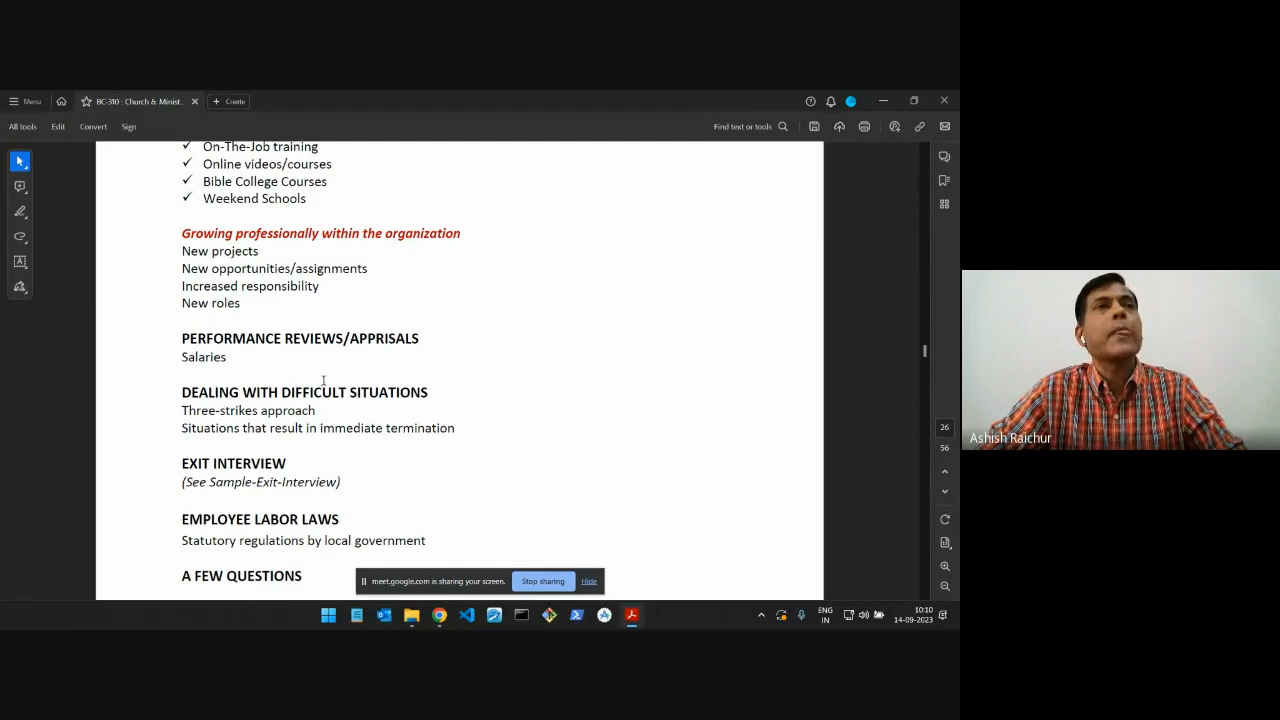 Menu
BC-310 : Church & Minist...
Create
All tools
Edit
Convert
Sign
Find text or tools
On-The-Job training
Online videos/courses
Bible College Courses
Weekend Schools
Growing professionally within the organization
New projects
New opportunities/assignments
Increased responsibility
New roles
PERFORMANCE REVIEWS/APPRISALS
Salaries
DEALING WITH DIFFICULT SITUATIONS
Three-strikes approach
Situations that result in immediate termination
EXIT INTERVIEW
(See Sample-Exit-Interview)
EMPLOYEE LABOR LAWS
Statutory regulations by local government
A FEW QUESTIONS
26
56
meet.google.com is sharing your screen.
Stop sharing
Hide
ENG
IN
10:10
14-09-2023
Ashish Raichur